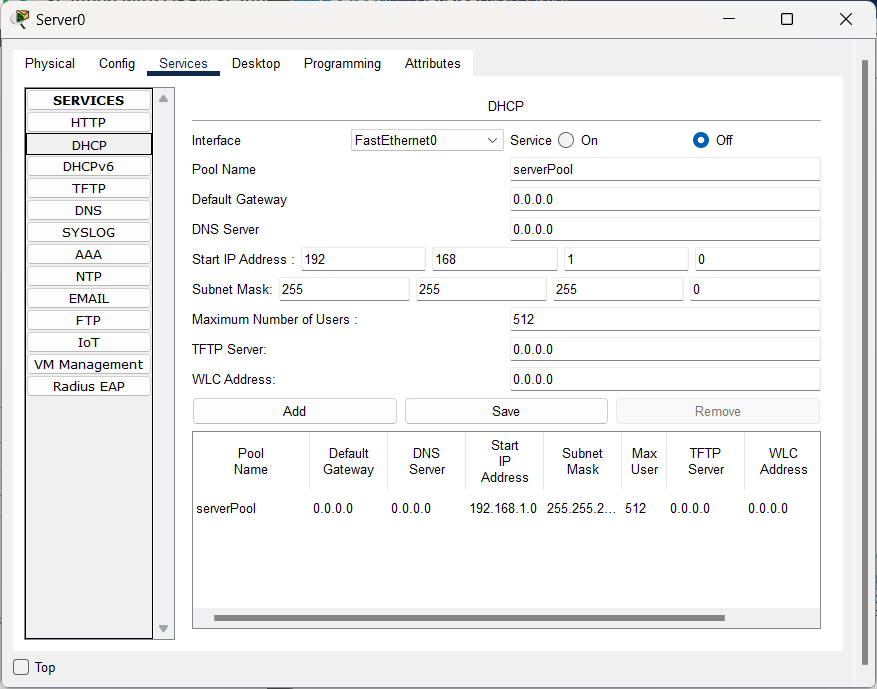 Server0
Physical Config Services Desktop Programming Attributes
SERVICES
HTTP
DHCP
DHCPv6
TFTP
DNS
SYSLOG
AAA
NTP
EMAIL
FTP
IoT
VM Management
Radius EAP
DHCP
Interface FastEthernet0 Service On Off
Pool Name serverPool
Default Gateway 0.0.0.0
DNS Server 0.0.0.0
Start IP Address : 192 168 1 0
Subnet Mask: 255 255 255 0
Maximum Number of Users : 512
TFTP Server: 0.0.0.0
WLC Address: 0.0.0.0
Add Save Remove
Pool Name Default Gateway DNS Server Start IP Address Subnet Mask Max User TFTP Server WLC Address
serverPool 0.0.0.0 0.0.0.0 192.168.1.0 255.255.2... 512 0.0.0.0 0.0.0.0
Top